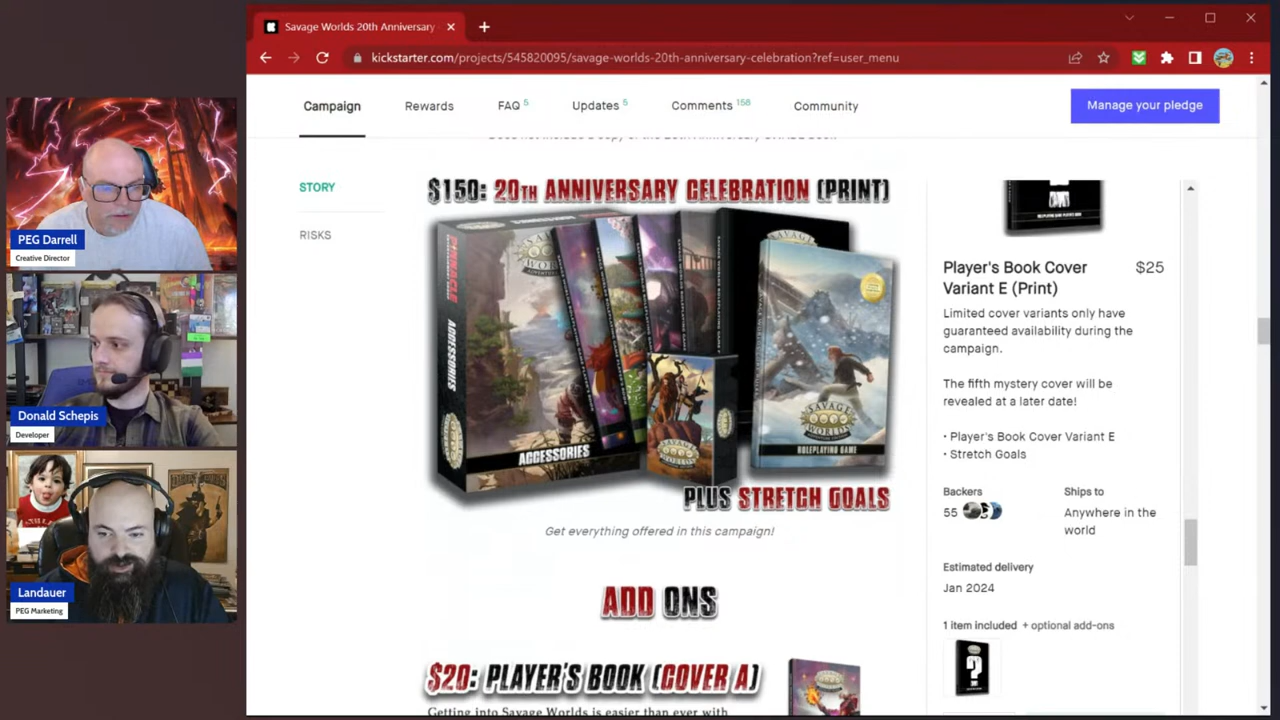 Savage Worlds 20th Anniversary
kickstarter.com/projects/545820095/savage-worlds-20th-anniversary-celebration?ref=user_menu
Campaign
Rewards
FAQ 5
Updates 5
Comments 158
Community
Manage your pledge
STORY
RISKS
$150: 20TH ANNIVERSARY CELEBRATION (PRINT)
PINNACLE
ACCESSORIES
ACCESSORIES
SAVAGE
WORLDS
ROLEPLAYING GAME
PLUS STRETCH GOALS
Get everything offered in this campaign!
ADD ONS
$20: PLAYER'S BOOK (COVER A)
Getting into Savage Worlds is easier than ever with
Player's Book Cover
Variant E (Print)
$25
Limited cover variants only have
guaranteed availability during the
campaign.
The fifth mystery cover will be
revealed at a later date!
• Player's Book Cover Variant E
• Stretch Goals
Backers
55
Ships to
Anywhere in the
world
Estimated delivery
Jan 2024
1 item included + optional add-ons
?
PEG Darrell
Creative Director
Donald Schepis
Developer
Landauer
PEG Marketing